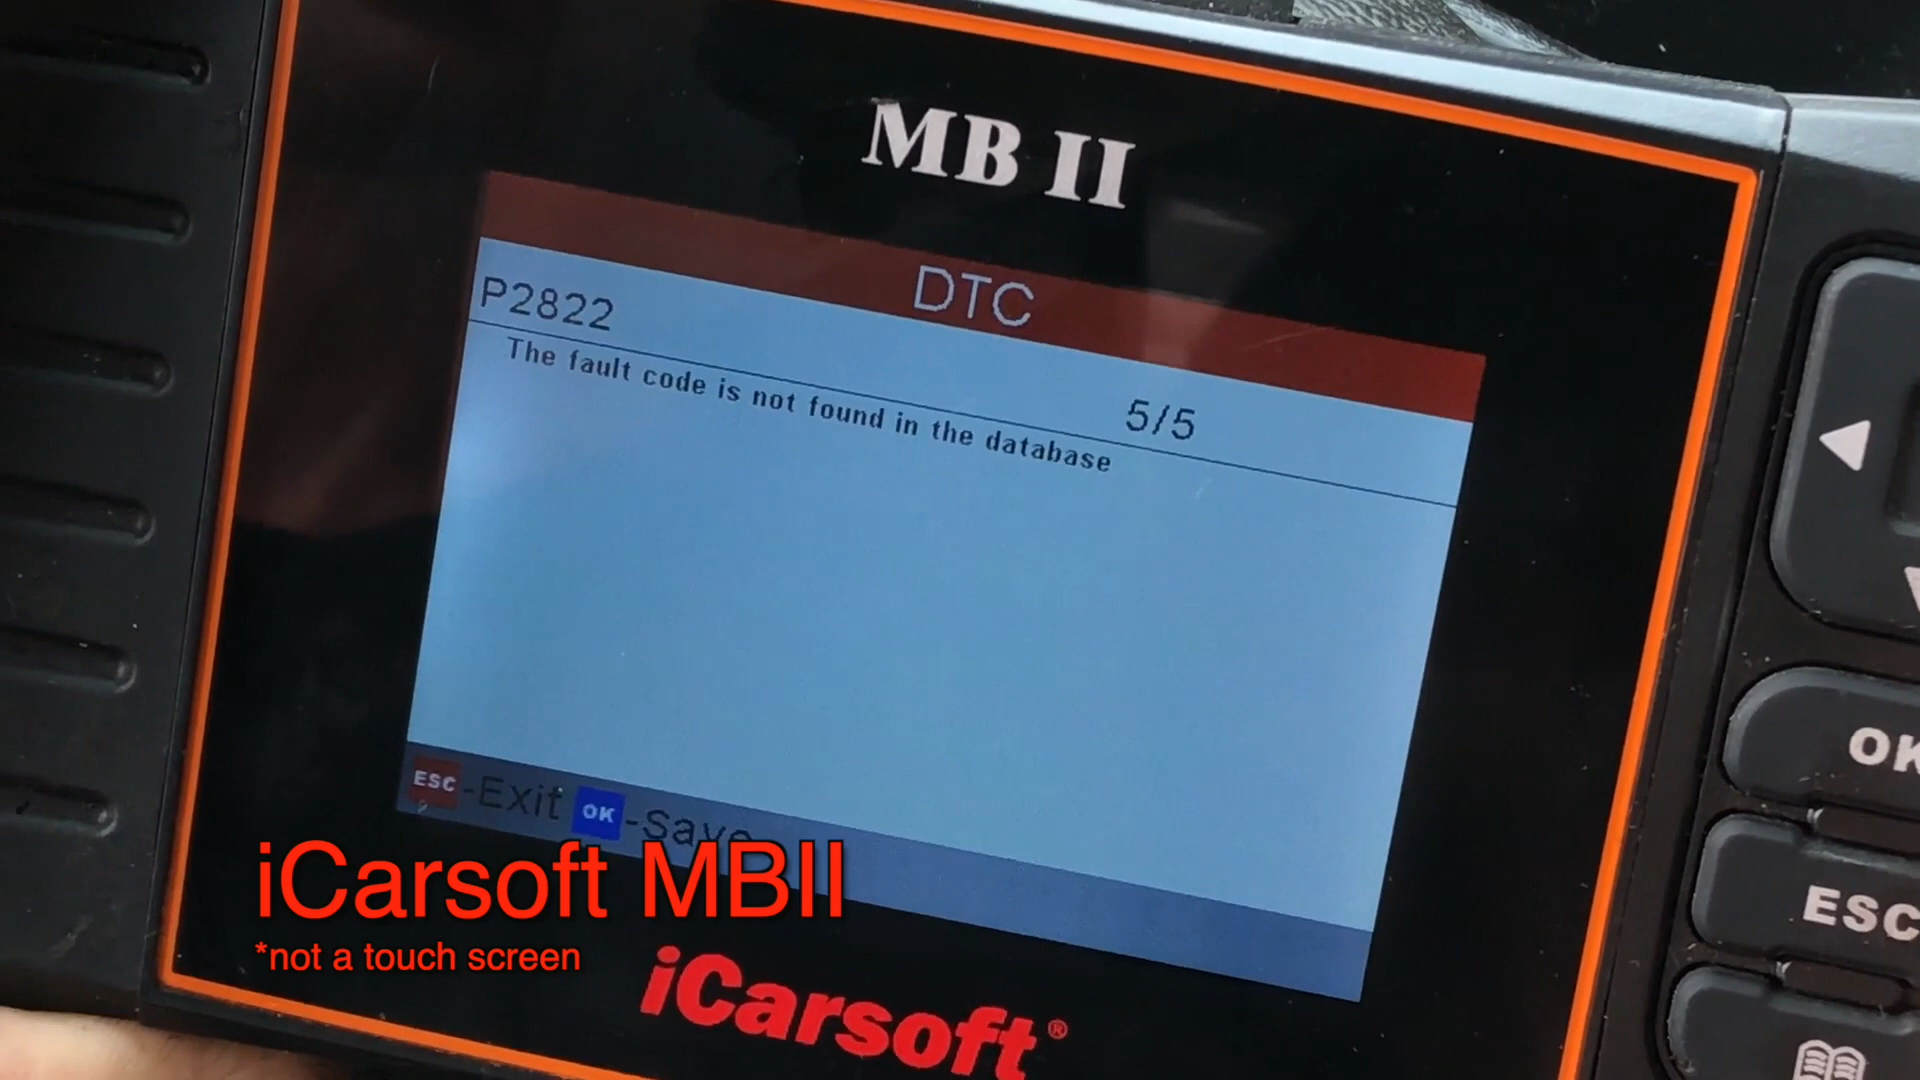 MB II
DTC
P2822
5/5
The fault code is not found in the database
ESC-Exit OK-Save
iCarsoft MBII
*not a touch screen
iCarsoft®
OK
ESC